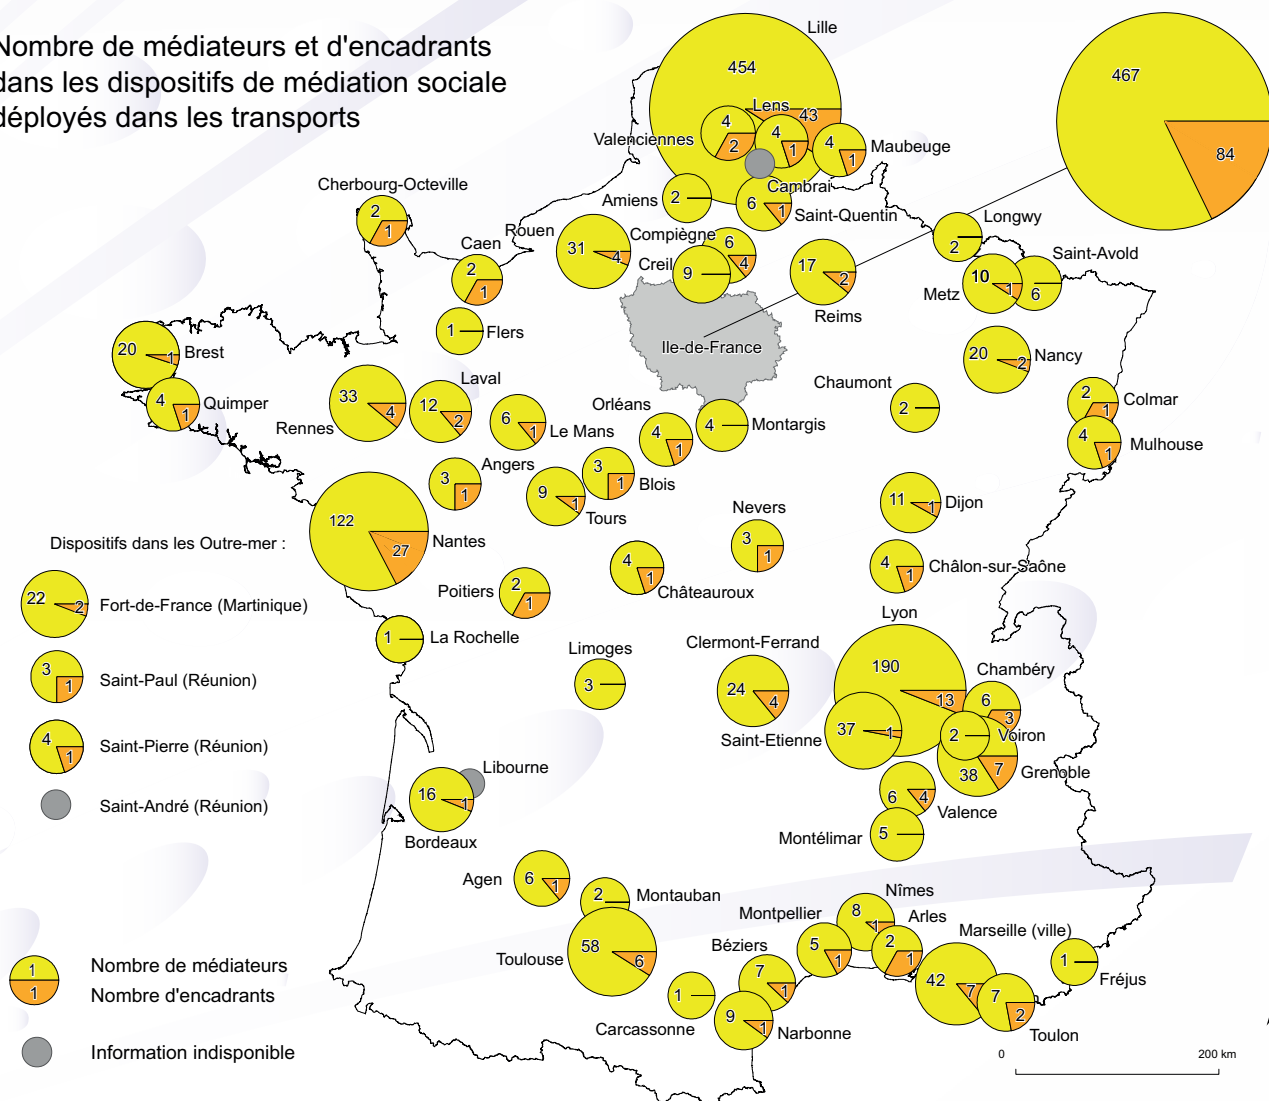 Nombre de médiateurs et d'encadrants
dans les dispositifs de médiation sociale
déployés dans les transports
Lille
454
43
467
84
Lens
4
1
Valenciennes
4
2
Maubeuge
4
1
Cambrai
Amiens
2
Saint-Quentin
6
1
Cherbourg-Octeville
2
1
Caen
2
1
Rouen
31
4
Compiègne
6
4
Creil
9
Reims
17
2
Longwy
2
Saint-Avold
6
Metz
10
1
Flers
1
Ile-de-France
Nancy
20
2
Brest
20
1
Quimper
4
1
Rennes
33
4
Laval
12
2
Le Mans
6
1
Orléans
4
1
Montargis
4
Chaumont
2
Colmar
2
1
Mulhouse
4
1
Angers
3
1
Blois
3
1
Tours
9
1
Dijon
11
1
Nantes
122
27
Nevers
3
1
Châteauroux
4
1
Châlon-sur-Saône
4
1
Poitiers
2
1
Dispositifs dans les Outre-mer :
22
2
Fort-de-France (Martinique)
3
1
Saint-Paul (Réunion)
4
1
Saint-Pierre (Réunion)
Saint-André (Réunion)
La Rochelle
1
Limoges
3
Clermont-Ferrand
24
4
Lyon
190
13
Chambéry
6
3
Saint-Etienne
37
1
Voiron
2
Grenoble
38
7
Libourne
Bordeaux
16
1
Valence
6
4
Montélimar
5
Agen
6
1
Montauban
2
Toulouse
58
6
Nîmes
8
1
Arles
2
1
Montpellier
5
1
Béziers
7
1
Marseille (ville)
42
7
Toulon
7
2
Fréjus
1
Carcassonne
1
Narbonne
9
1
1
Nombre de médiateurs
1
Nombre d'encadrants
Information indisponible
0
200 km